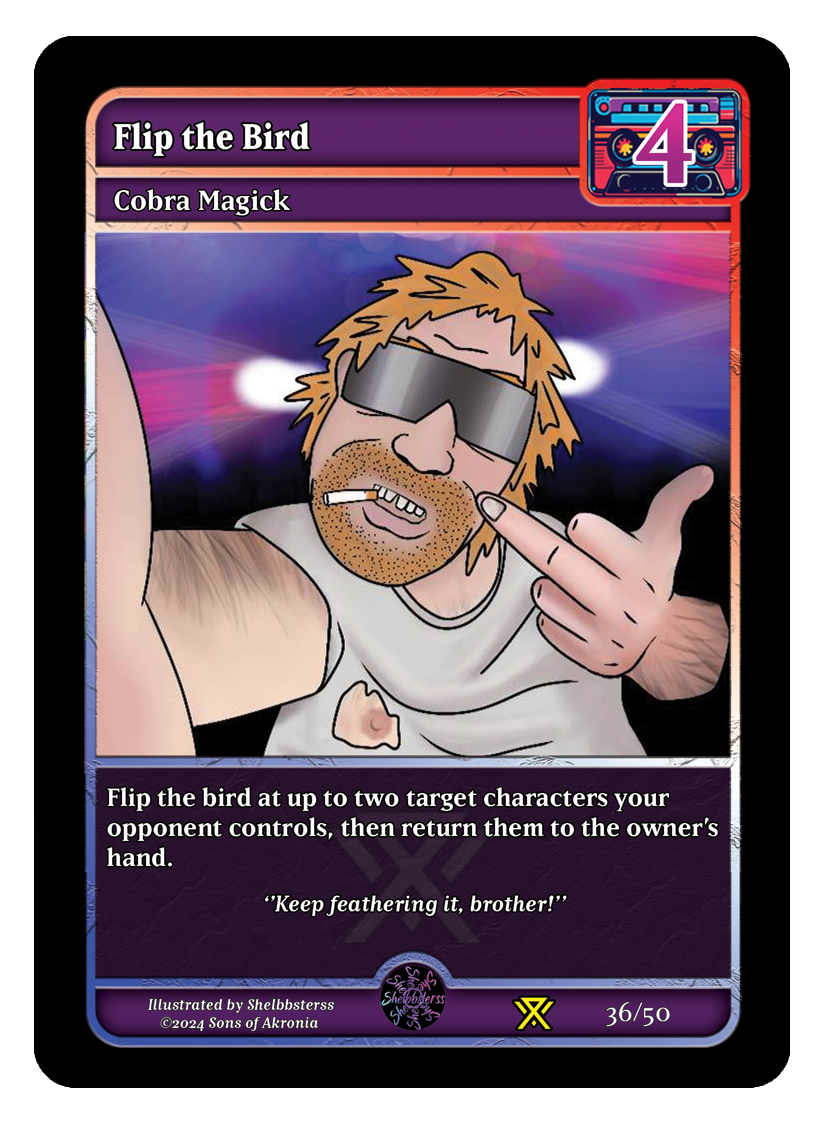 Flip the Bird
4
Cobra Magick
Flip the bird at up to two target characters your
opponent controls, then return them to the owner's
hand.
‘’Keep feathering it, brother!’’
Illustrated by Shelbbsterss
©2024 Sons of Akronia
Shelbbsterss
36/50